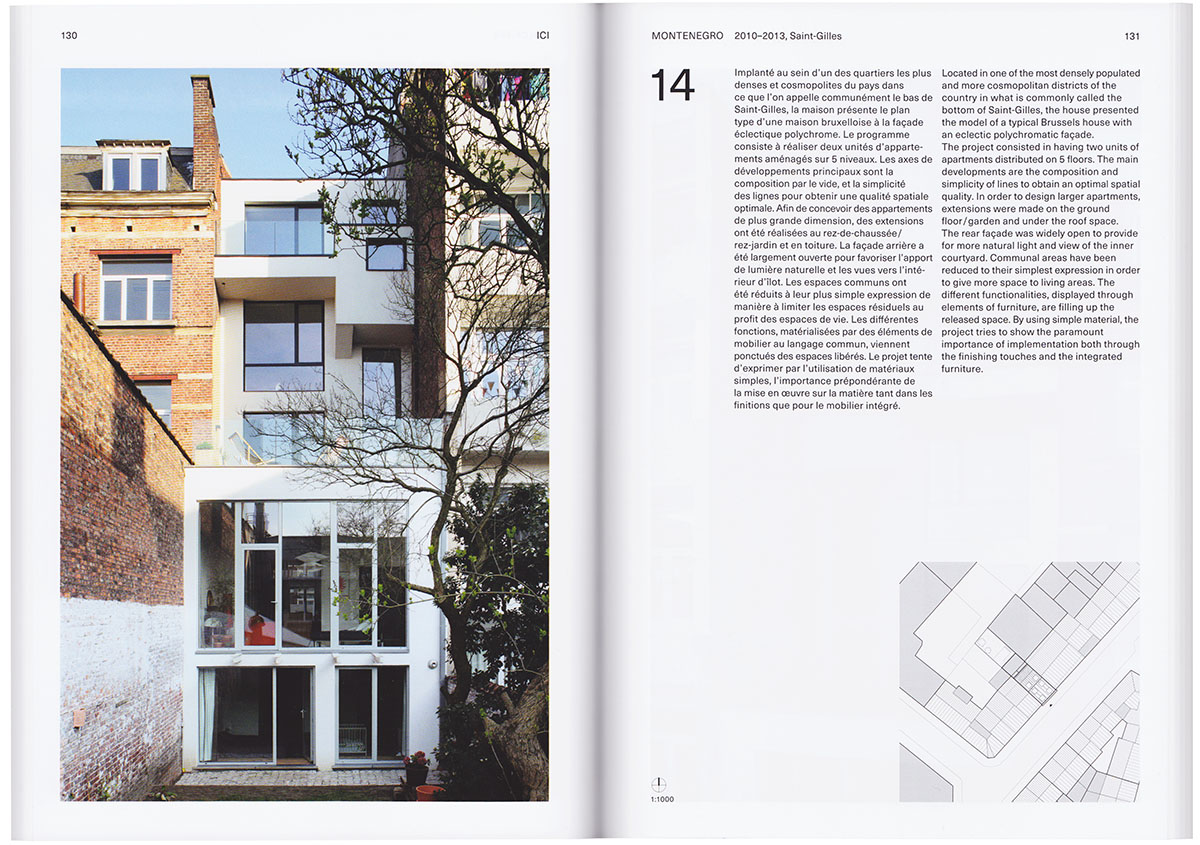 130
ICI
MONTENEGRO 2010–2013, Saint-Gilles
131
14
Implanté au sein d'un des quartiers les plus
denses et cosmopolites du pays dans
ce que l'on appelle communément le bas de
Saint-Gilles, la maison présente le plan
type d'une maison bruxelloise à la façade
éclectique polychrome. Le programme
consiste à réaliser deux unités d'apparte-
ments aménagés sur 5 niveaux. Les axes de
développements principaux sont la
composition par le vide, et la simplicité
des lignes pour obtenir une qualité spatiale
optimale. Afin de concevoir des appartements
de plus grande dimension, des extensions
ont été réalisées au rez-de-chaussée/
rez-jardin et en toiture. La façade arrière a
été largement ouverte pour favoriser l'apport
de lumière naturelle et les vues vers l'inté-
rieur d'îlot. Les espaces communs ont
été réduits à leur plus simple expression de
manière à limiter les espaces résiduels au
profit des espaces de vie. Les différentes
fonctions, matérialisées par des éléments de
mobilier au langage commun, viennent
ponctués des espaces libérés. Le projet tente
d'exprimer par l'utilisation de matériaux
simples, l'importance prépondérante de
la mise en œuvre sur la matière tant dans les
finitions que pour le mobilier intégré.
Located in one of the most densely populated
and more cosmopolitan districts of the
country in what is commonly called the
bottom of Saint-Gilles, the house presented
the model of a typical Brussels house with
an eclectic polychromatic façade.
The project consisted in having two units of
apartments distributed on 5 floors. The main
developments are the composition and
simplicity of lines to obtain an optimal spatial
quality. In order to design larger apartments,
extensions were made on the ground
floor/garden and under the roof space.
The rear façade was widely open to provide
for more natural light and view of the inner
courtyard. Communal areas have been
reduced to their simplest expression in order
to give more space to living areas. The
different functionalities, displayed through
elements of furniture, are filling up the
released space. By using simple material, the
project tries to show the paramount
importance of implementation both through
the finishing touches and the integrated
furniture.
1:1000